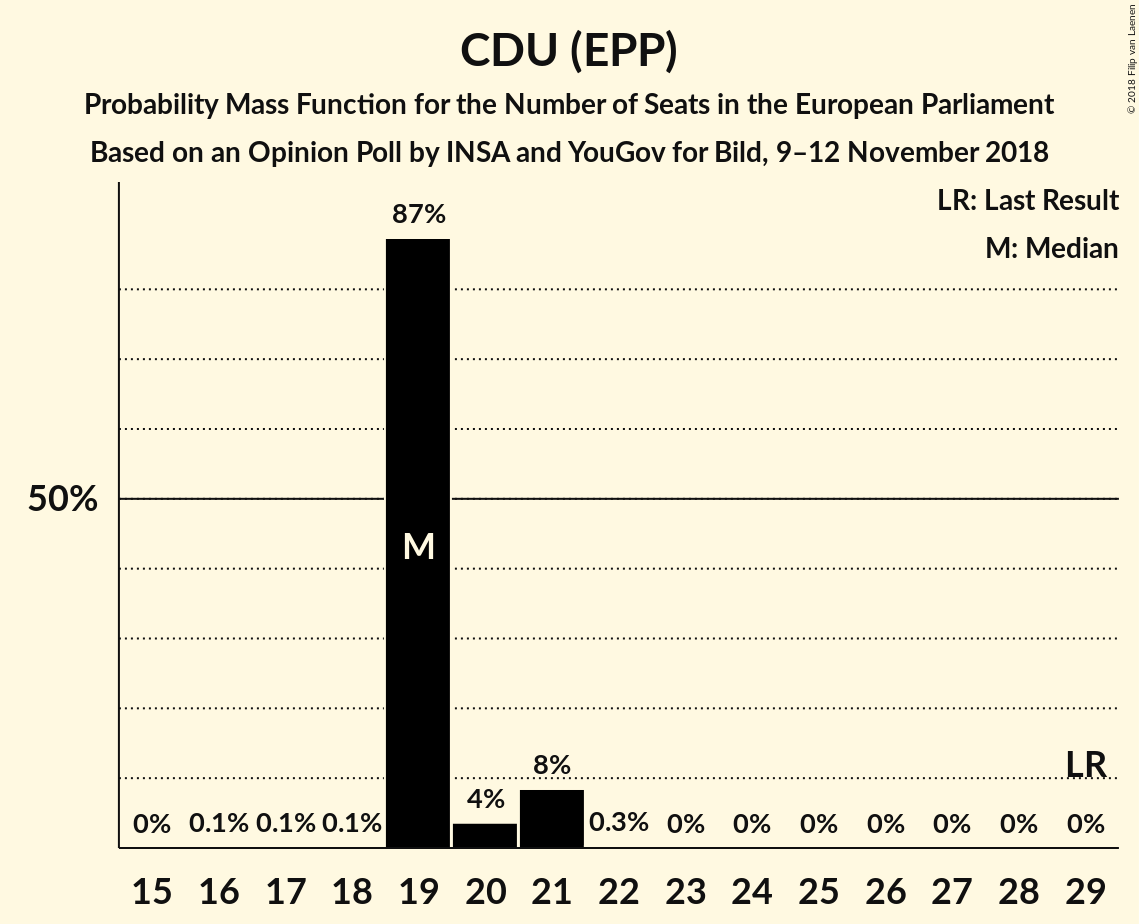 CDU (EPP)
Probability Mass Function for the Number of Seats in the European Parliament
Based on an Opinion Poll by INSA and YouGov for Bild, 9–12 November 2018
© 2018 Filip van Laenen
LR: Last Result
M: Median
87%
50%
M
LR
8%
4%
0% 0.1% 0.1% 0.1% 0.3% 0% 0% 0% 0% 0% 0% 0%
15 16 17 18 19 20 21 22 23 24 25 26 27 28 29